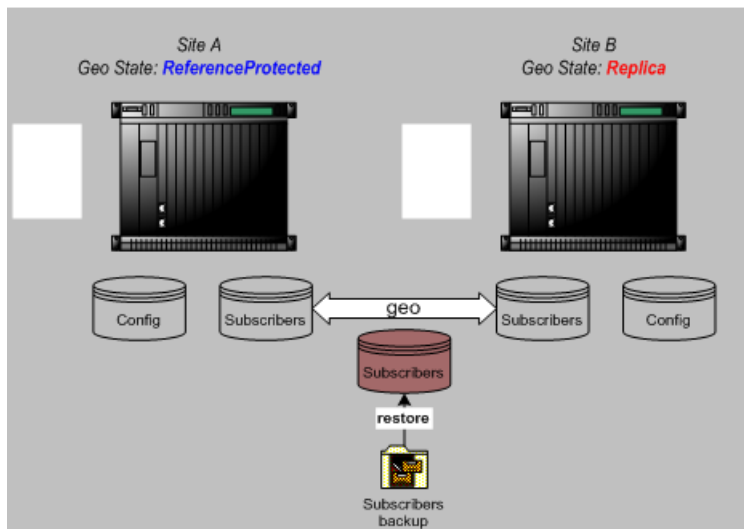 Site A
Geo State: ReferenceProtected
Site B
Geo State: Replica
Config
Subscribers
geo
Subscribers
Config
Subscribers
restore
Subscribers
backup